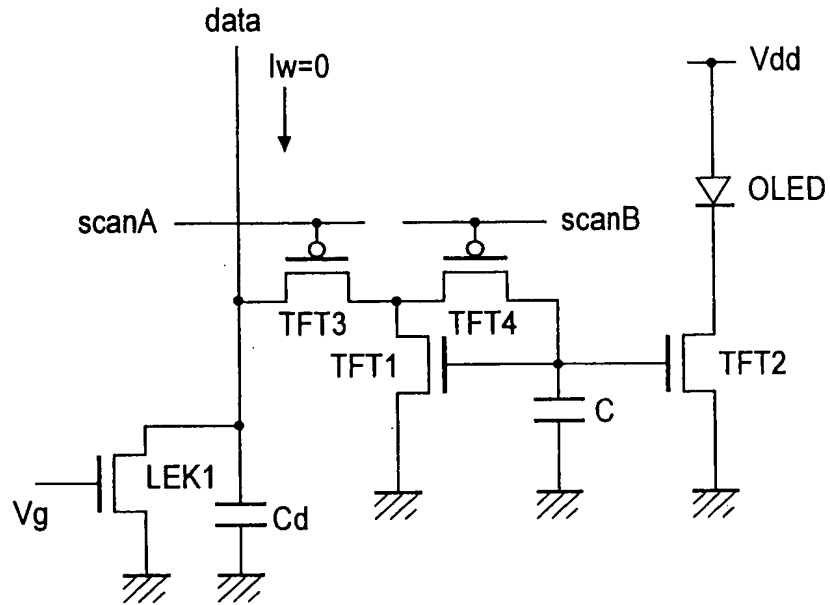 data
Iw=0
Vdd
OLED
scanA
scanB
TFT3
TFT4
TFT1
TFT2
C
LEK1
Vg
Cd